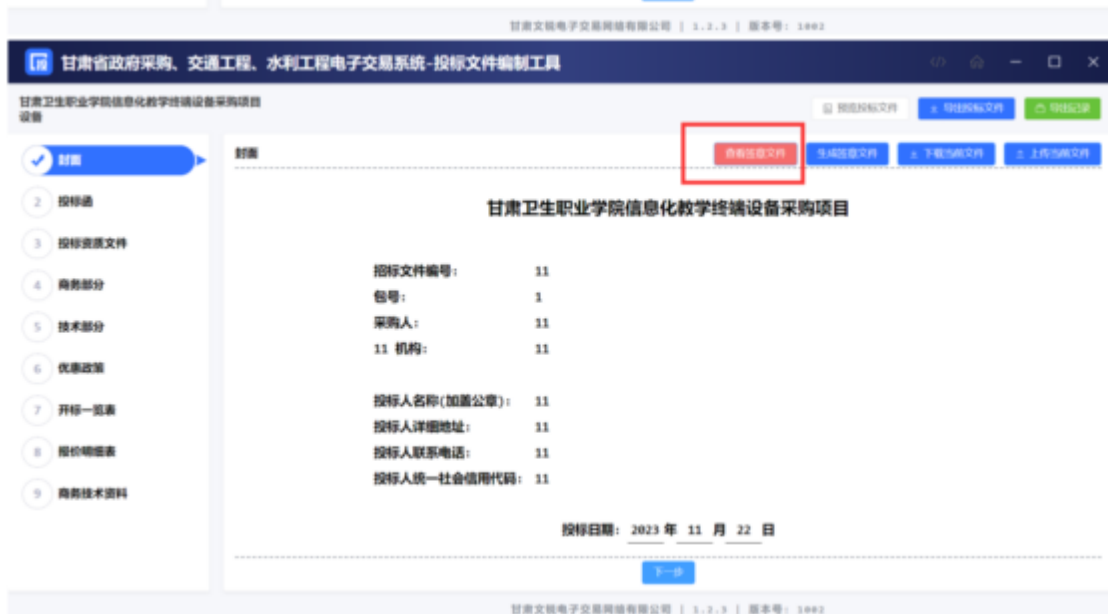 甘肃文锐电子交易网络有限公司 | 1.2.3 | 版本号: 1002
甘肃省政府采购、交通工程、水利工程电子交易系统-投标文件编制工具
甘肃卫生职业学院信息化教学终端设备采购项目
设备
预览投标文件
导出投标文件
导出记录
封面
2 投标函
3 投标资质文件
4 商务部分
5 技术部分
6 优惠政策
7 开标一览表
8 报价明细表
9 商务技术资料
封面
查看签章文件
生成签章文件
下载当前文件
上传当前文件
甘肃卫生职业学院信息化教学终端设备采购项目
招标文件编号: 11
包号: 1
采购人: 11
11 机构: 11
投标人名称(加盖公章): 11
投标人详细地址: 11
投标人联系电话: 11
投标人统一社会信用代码: 11
投标日期: 2023 年 11 月 22 日
下一步
甘肃文锐电子交易网络有限公司 | 1.2.3 | 版本号: 1002